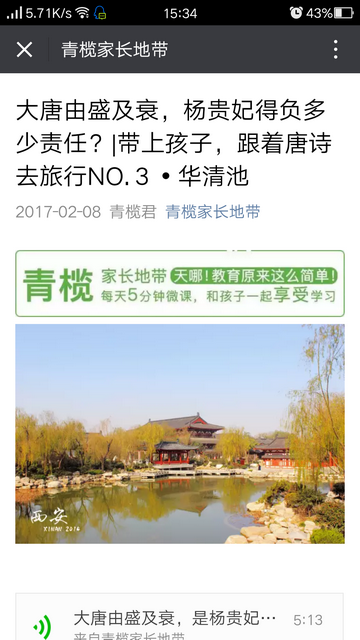 5.71K/s 15:34 43%
青榄家长地带
大唐由盛及衰，杨贵妃得负多
少责任？|带上孩子，跟着唐诗
去旅行NO.3 • 华清池
2017-02-08 青榄君 青榄家长地带
青榄 家长地带 天哪！教育原来这么简单！
每天5分钟微课，和孩子一起享受学习
西安
XIHAN 2014
大唐由盛及衰，是杨贵妃… 5:13
来自青榄家长地带